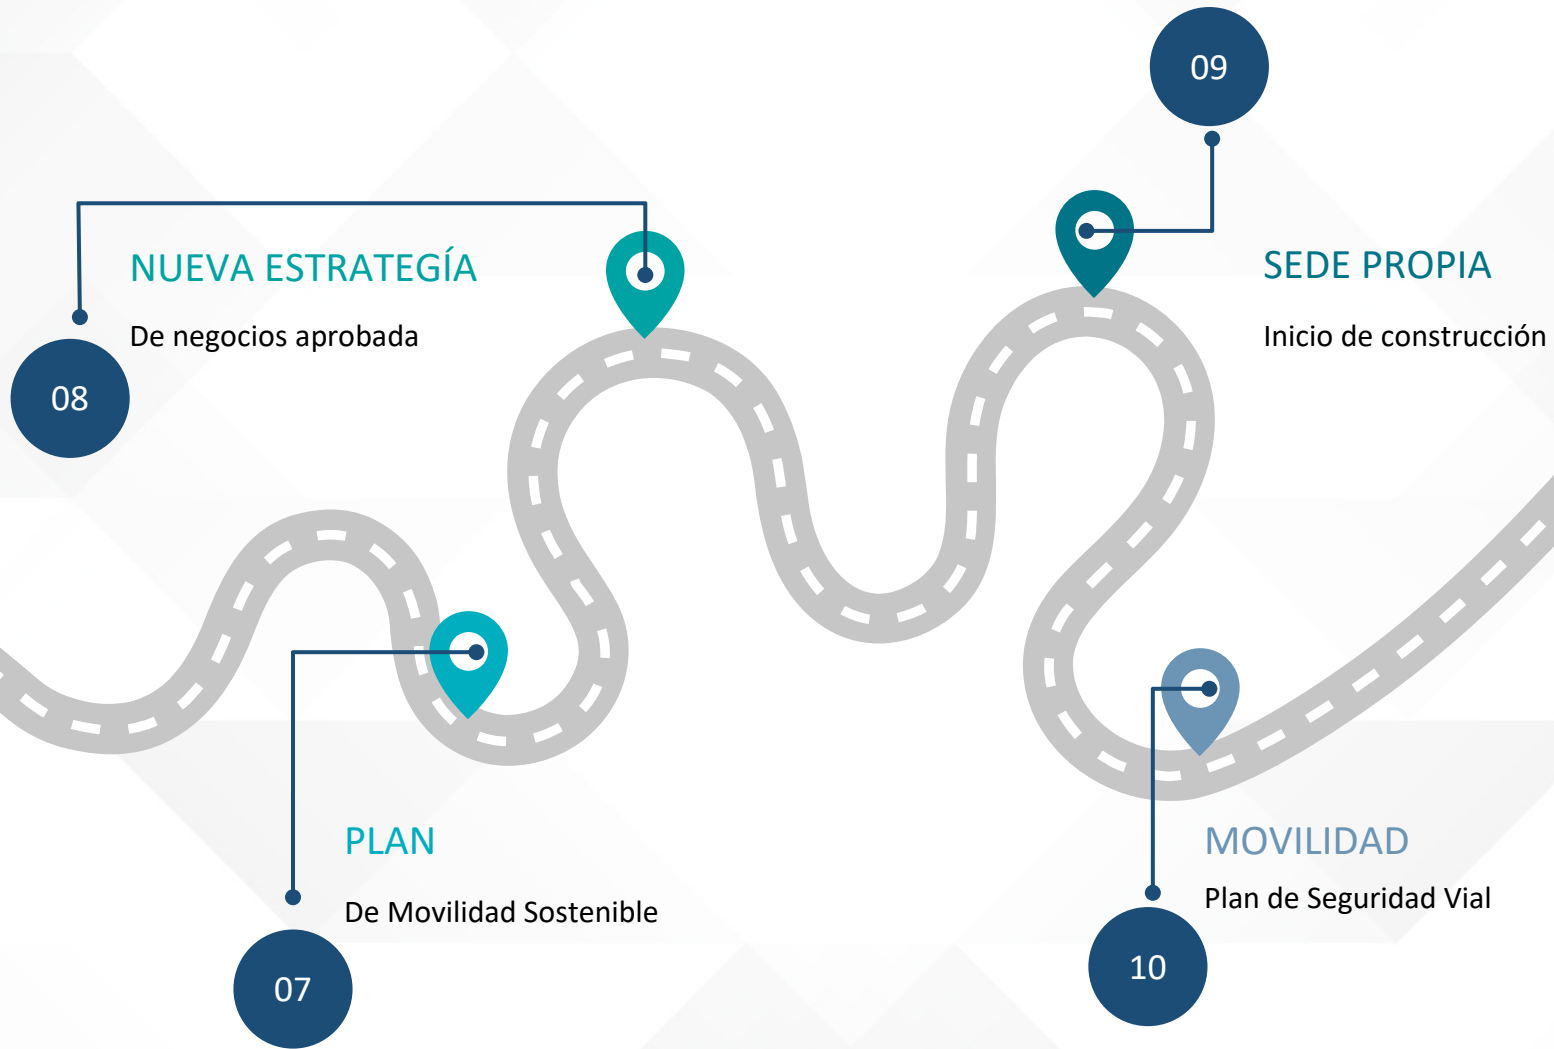 09
NUEVA ESTRATEGÍA
De negocios aprobada
08
SEDE PROPIA
Inicio de construcción
PLAN
De Movilidad Sostenible
07
MOVILIDAD
Plan de Seguridad Vial
10